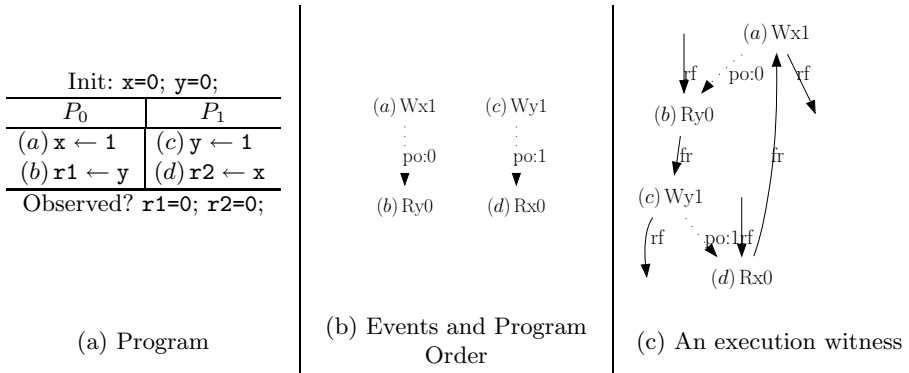 Init: x=0; y=0;
P0 P1
(a) x ← 1 (c) y ← 1
(b) r1 ← y (d) r2 ← x
Observed? r1=0; r2=0;
(a) Program
(a) Wx1 (c) Wy1
po:0 po:1
(b) Ry0 (d) Rx0
(b) Events and Program
Order
(a) Wx1
rf po:0 rf
(b) Ry0
fr fr
(c) Wy1
rf po:1 rf
(d) Rx0
(c) An execution witness